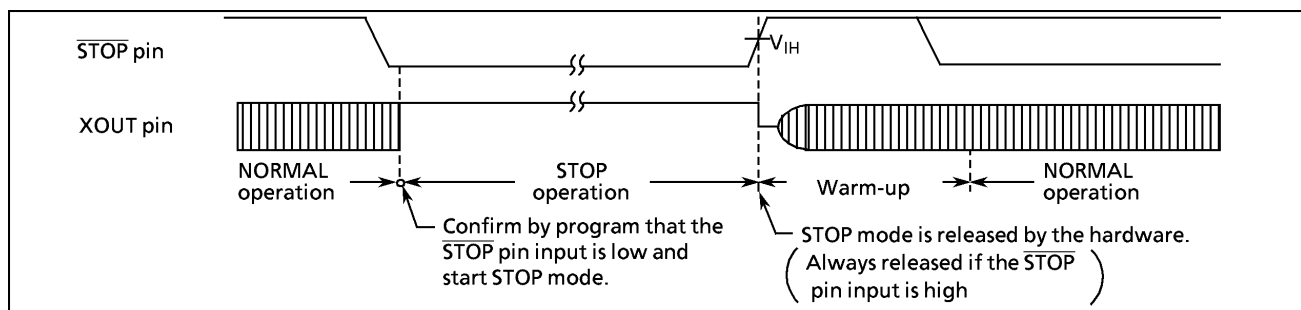 STOP pin
VIH
XOUT pin
NORMAL
operation
STOP
operation
Warm-up
NORMAL
operation
Confirm by program that the
STOP pin input is low and
start STOP mode.
STOP mode is released by the hardware.
( Always released if the STOP
pin input is high )